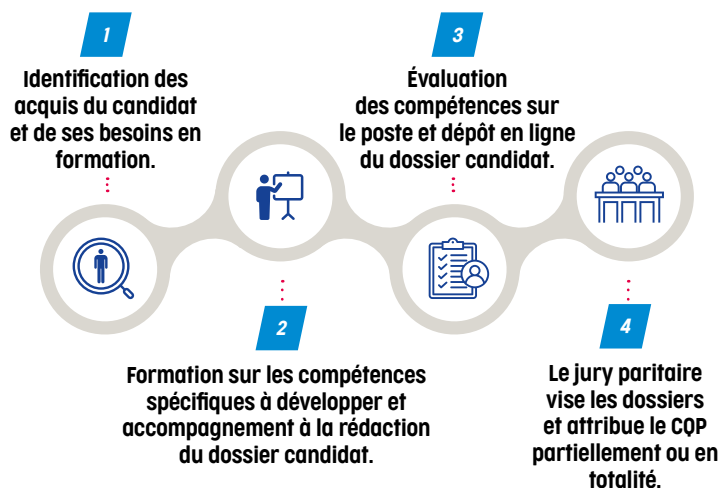 1
Identification des
acquis du candidat
et de ses besoins en
formation.
2
Formation sur les compétences
spécifiques à développer et
accompagnement à la rédaction
du dossier candidat.
3
Évaluation
des compétences sur
le poste et dépôt en ligne
du dossier candidat.
4
Le jury paritaire
vise les dossiers
et attribue le CQP
partiellement ou en
totalité.